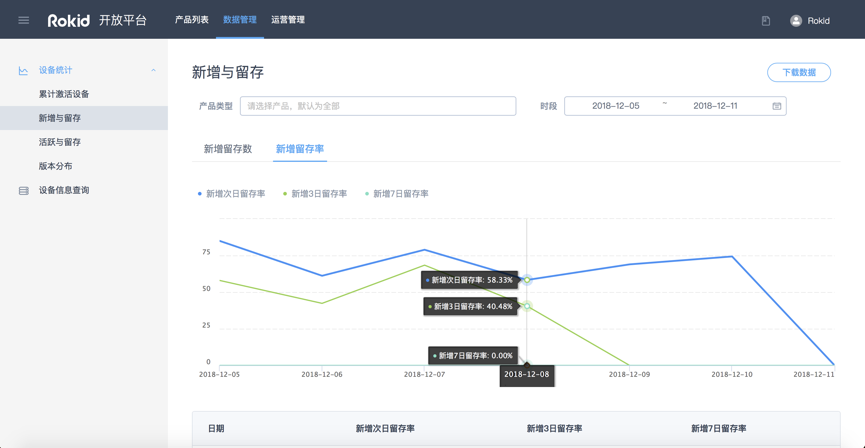 Rokid 开放平台 产品列表 数据管理 运营管理 Rokid
设备统计
累计激活设备
新增与留存
活跃与留存
版本分布
设备信息查询
新增与留存 下载数据
产品类型 请选择产品，默认为全部 时段 2018-12-05 ~ 2018-12-11
新增留存数 新增留存率
新增次日留存率 新增3日留存率 新增7日留存率
75
50
25
0
新增次日留存率: 58.33%
新增3日留存率: 40.48%
新增7日留存率: 0.00%
2018-12-05 2018-12-06 2018-12-07 2018-12-08 2018-12-09 2018-12-10 2018-12-11
日期 新增次日留存率 新增3日留存率 新增7日留存率